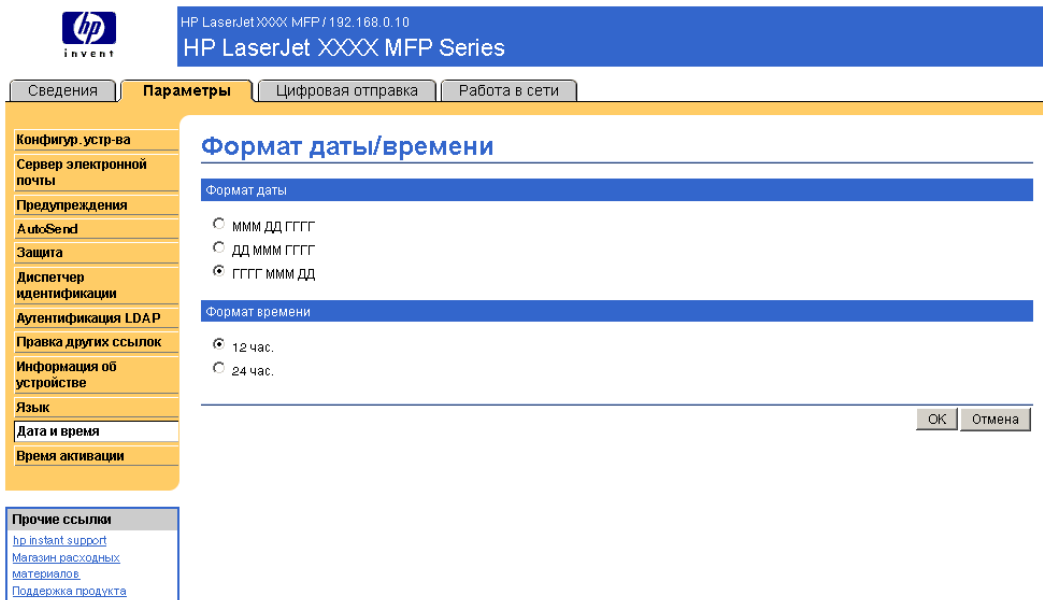 hp
invent
HP LaserJet XXXX MFP / 192.168.0.10
HP LaserJet XXXX MFP Series
Сведения
Параметры
Цифровая отправка
Работа в сети
Конфигур. устр-ва
Сервер электронной
почты
Предупреждения
AutoSend
Защита
Диспетчер
идентификации
Аутентификация LDAP
Правка других ссылок
Информация об
устройстве
Язык
Дата и время
Время активации
Прочие ссылки
hp instant support
Магазин расходных
материалов
Поддержка продукта
Формат даты/времени
Формат даты
МММ ДД ГГГГ
ДД МММ ГГГГ
ГГГГ МММ ДД
Формат времени
12 час.
24 час.
OK
Отмена